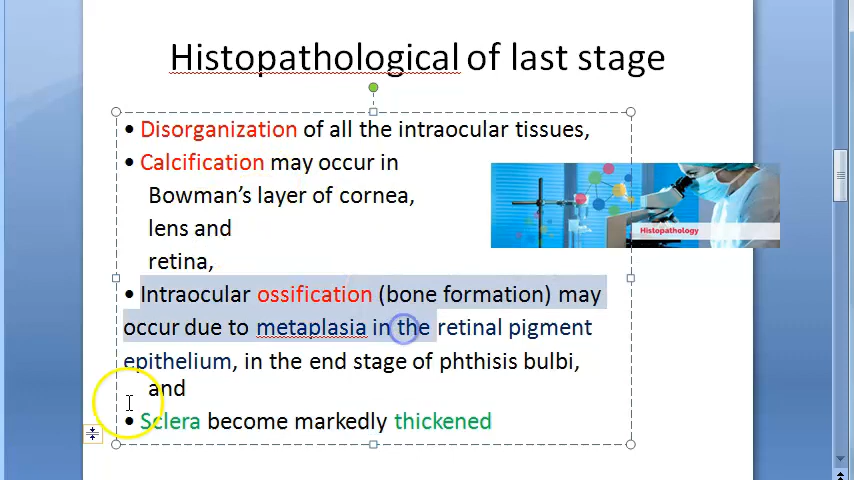 Histopathological of last stage
• Disorganization of all the intraocular tissues,
• Calcification may occur in
Bowman's layer of cornea,
lens and
retina,
Histopathology
• Intraocular ossification (bone formation) may
occur due to metaplasia in the retinal pigment
epithelium, in the end stage of phthisis bulbi,
and
• Sclera become markedly thickened